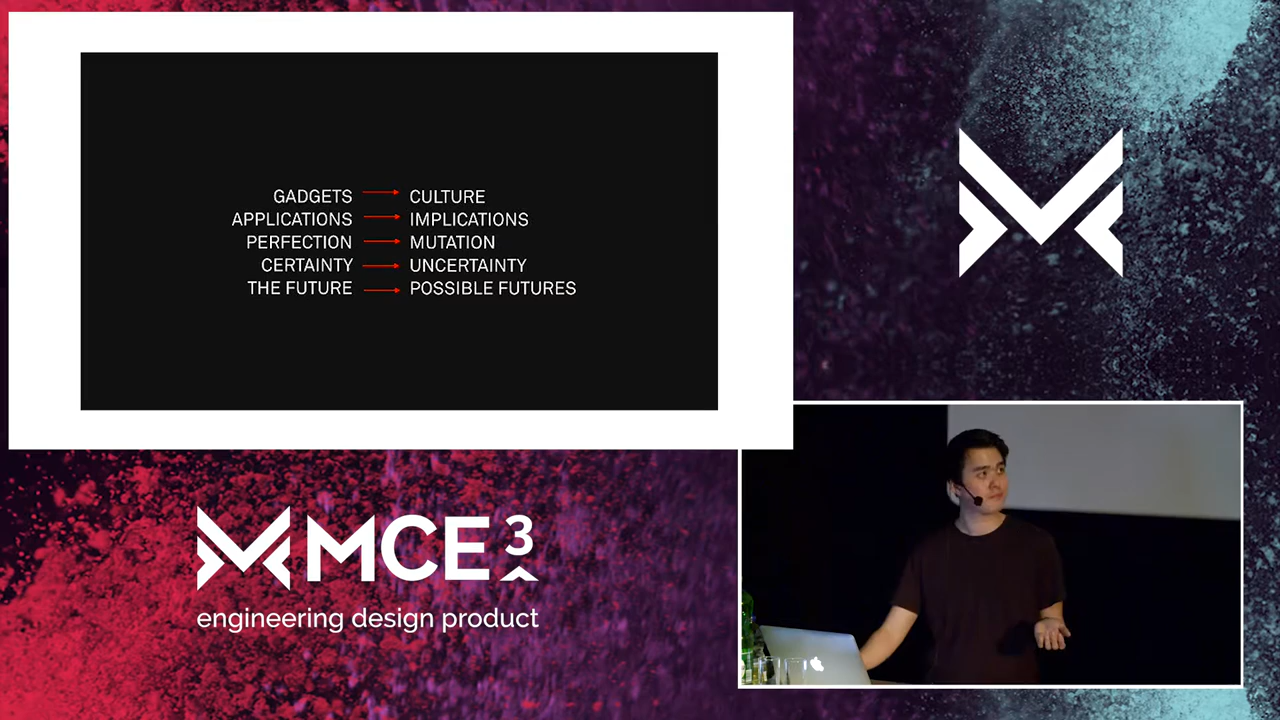 GADGETS → CULTURE
APPLICATIONS → IMPLICATIONS
PERFECTION → MUTATION
CERTAINTY → UNCERTAINTY
THE FUTURE → POSSIBLE FUTURES
MCE 3
engineering design product